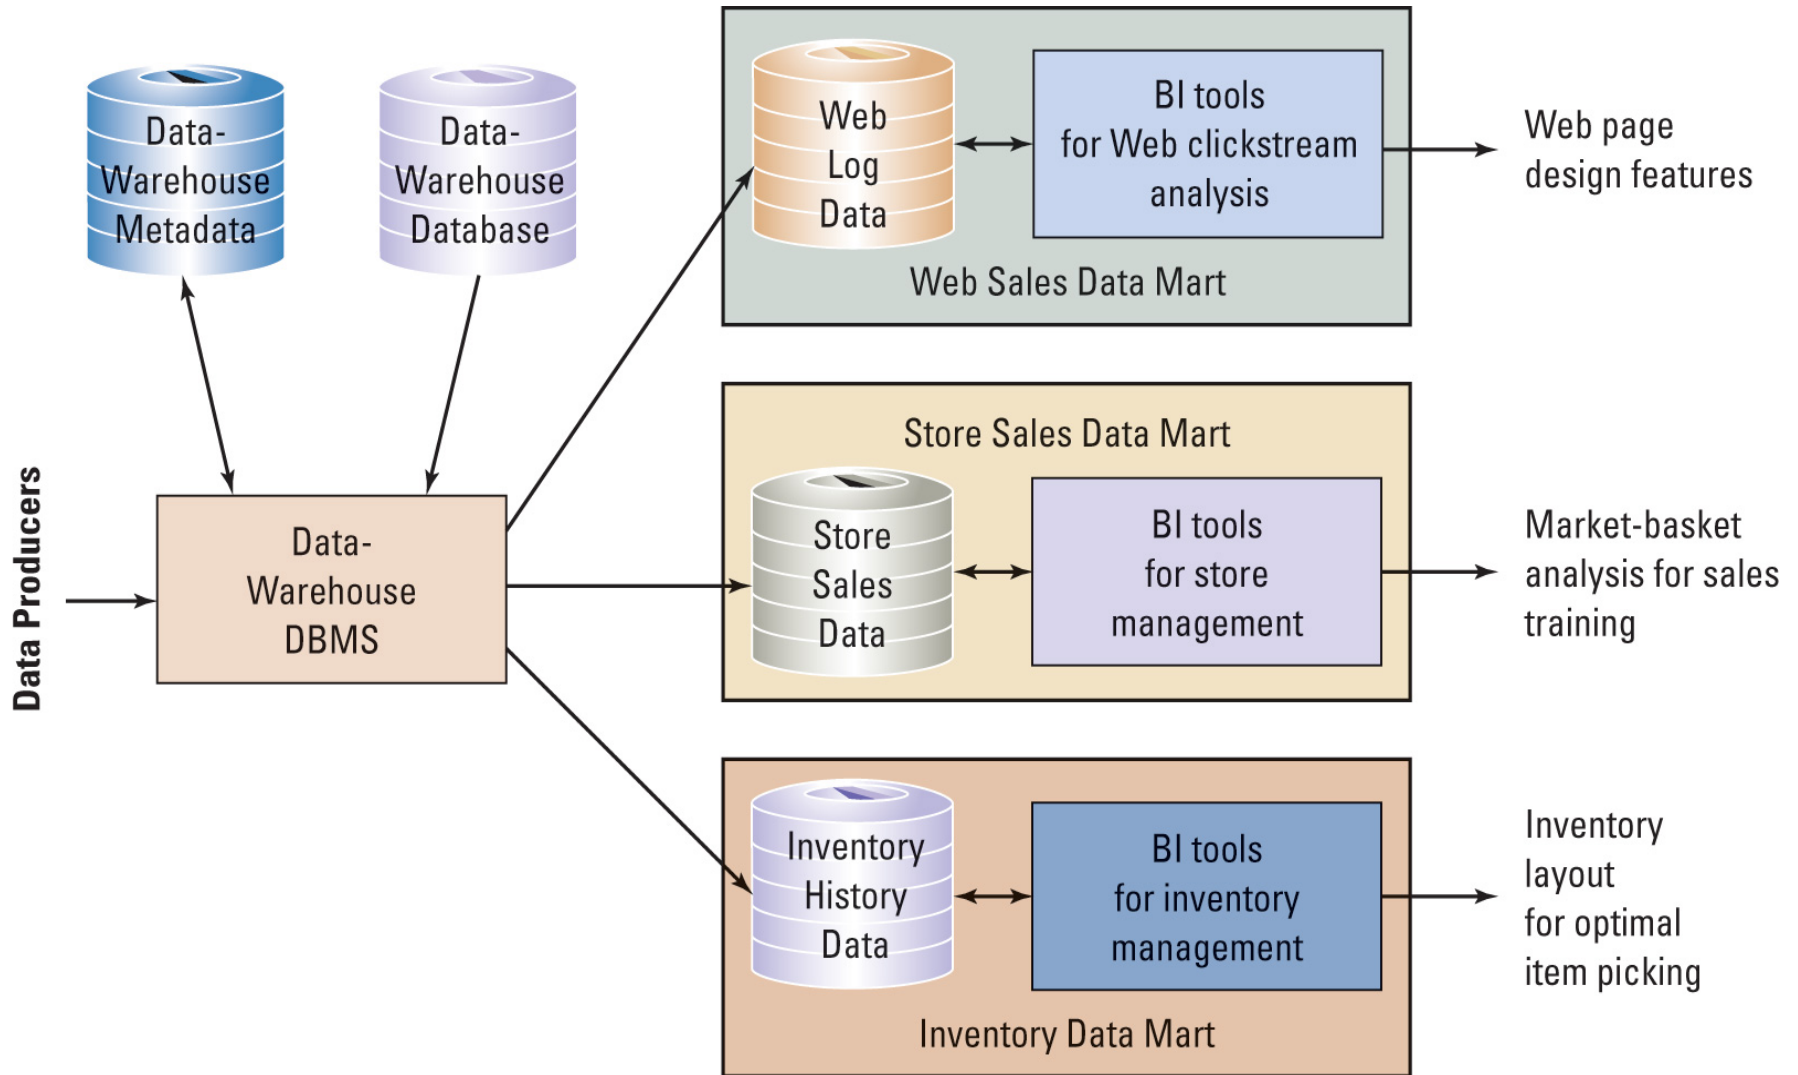 Data-
Warehouse
Metadata
Data-
Warehouse
Database
Data Producers
Data-
Warehouse
DBMS
Web
Log
Data
BI tools
for Web clickstream
analysis
Web Sales Data Mart
Web page
design features
Store Sales Data Mart
Store
Sales
Data
BI tools
for store
management
Market-basket
analysis for sales
training
Inventory
History
Data
BI tools
for inventory
management
Inventory Data Mart
Inventory
layout
for optimal
item picking